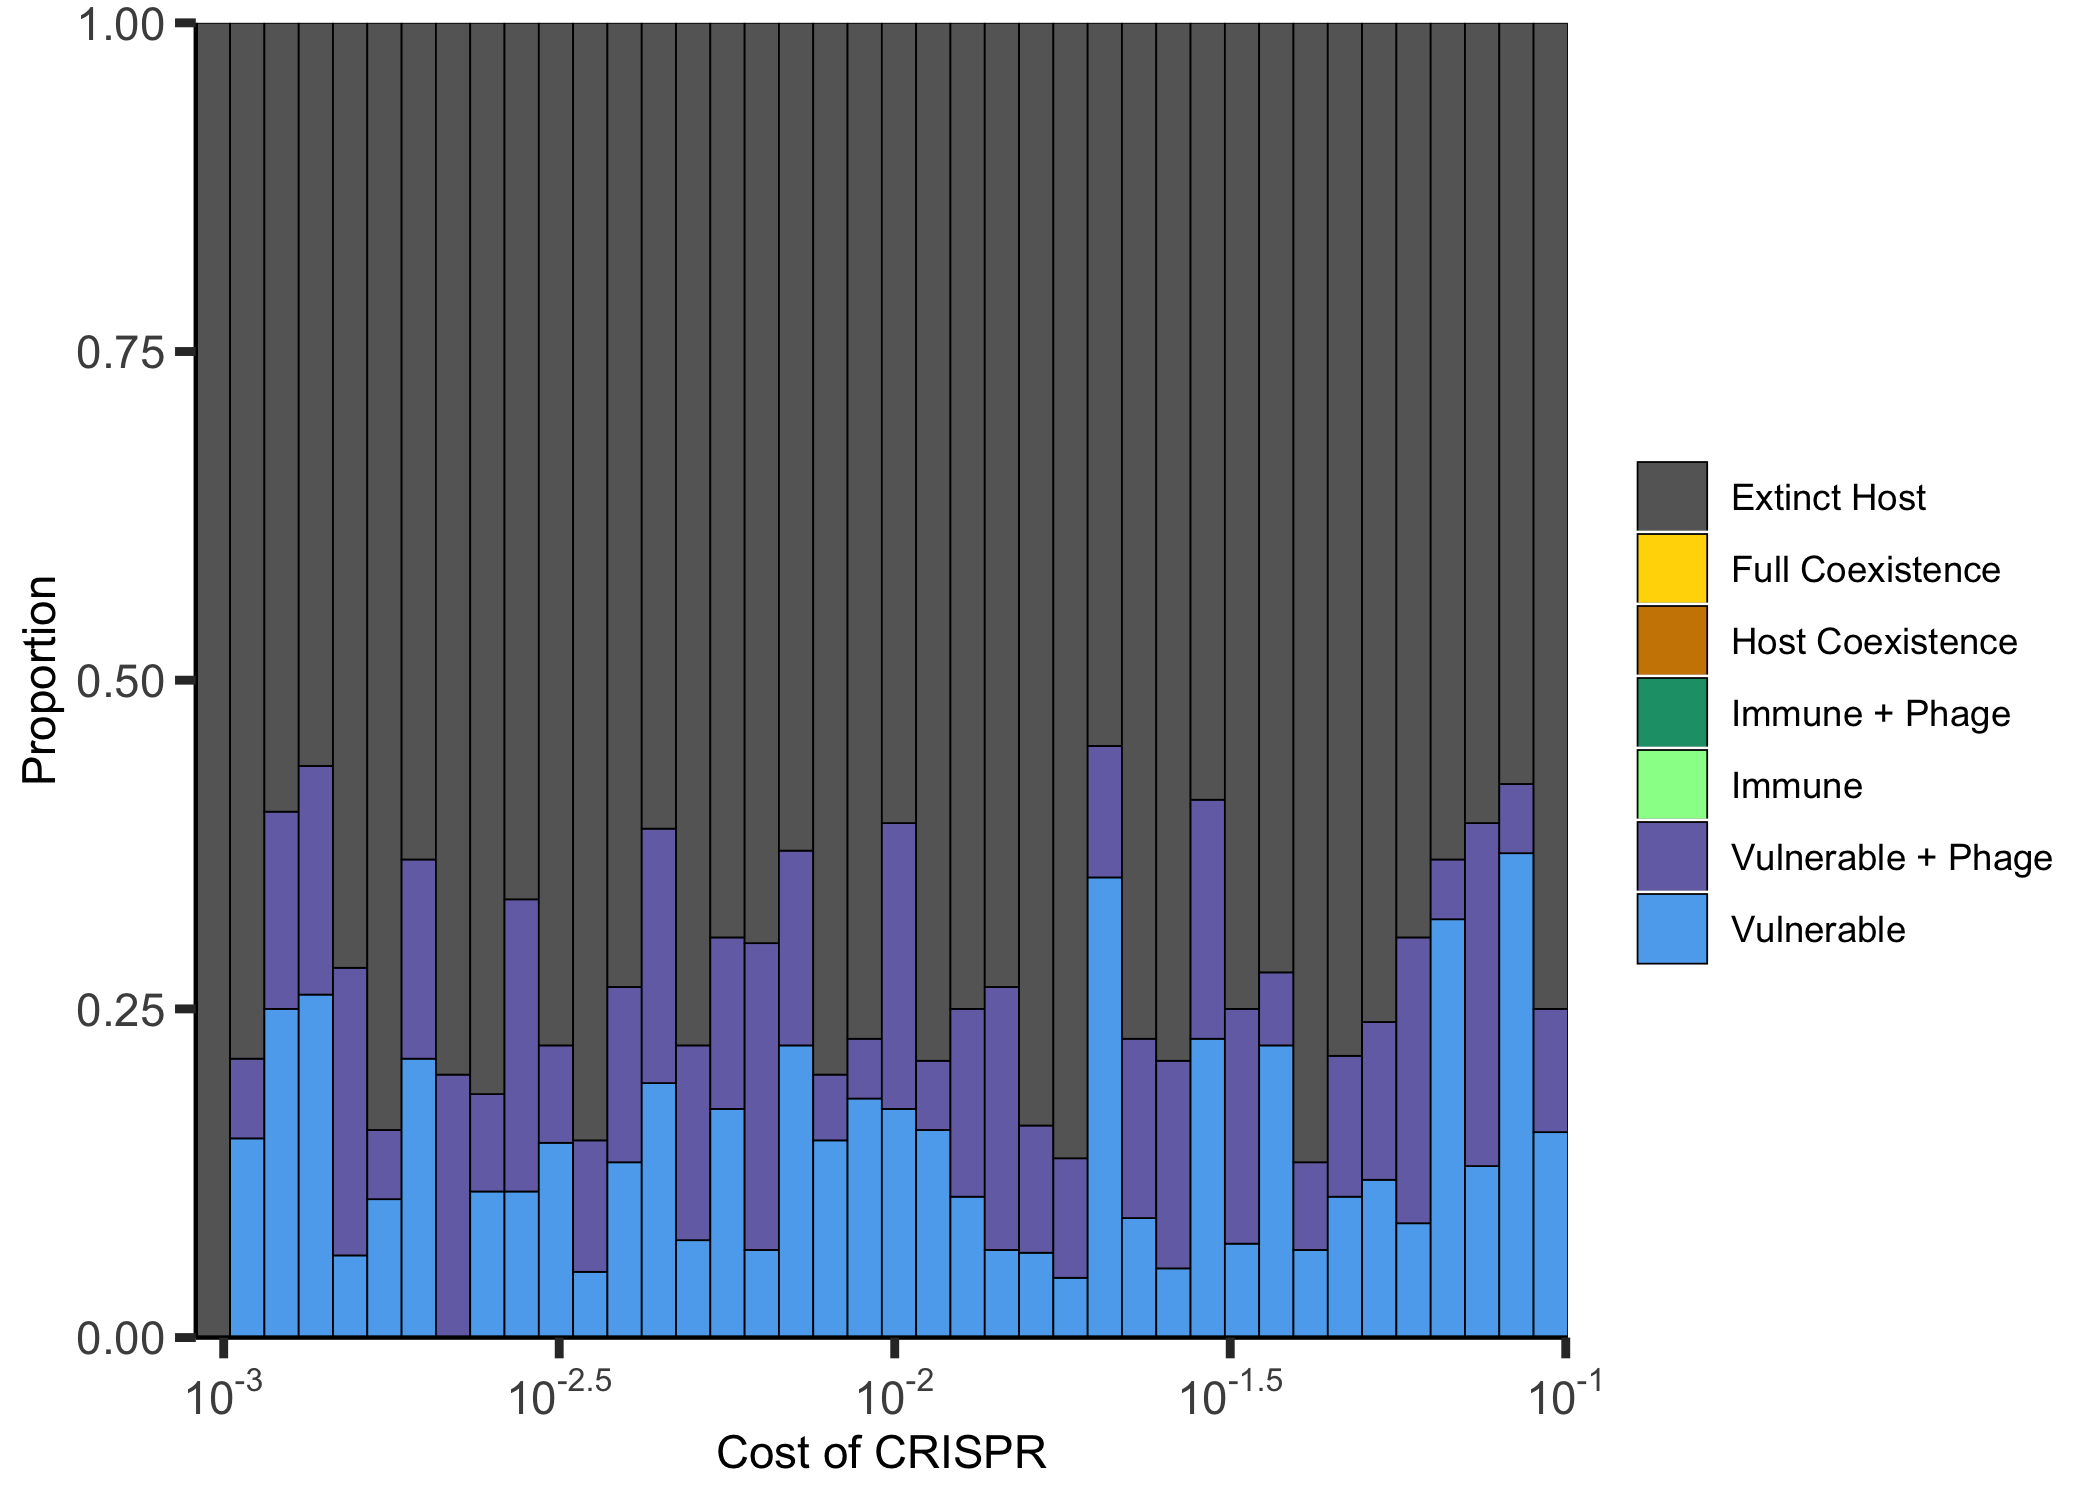 1.00
0.75
0.50
0.25
0.00
Proportion
10^-3
10^-2.5
10^-2
10^-1.5
10^-1
Cost of CRISPR
Extinct Host
Full Coexistence
Host Coexistence
Immune + Phage
Immune
Vulnerable + Phage
Vulnerable